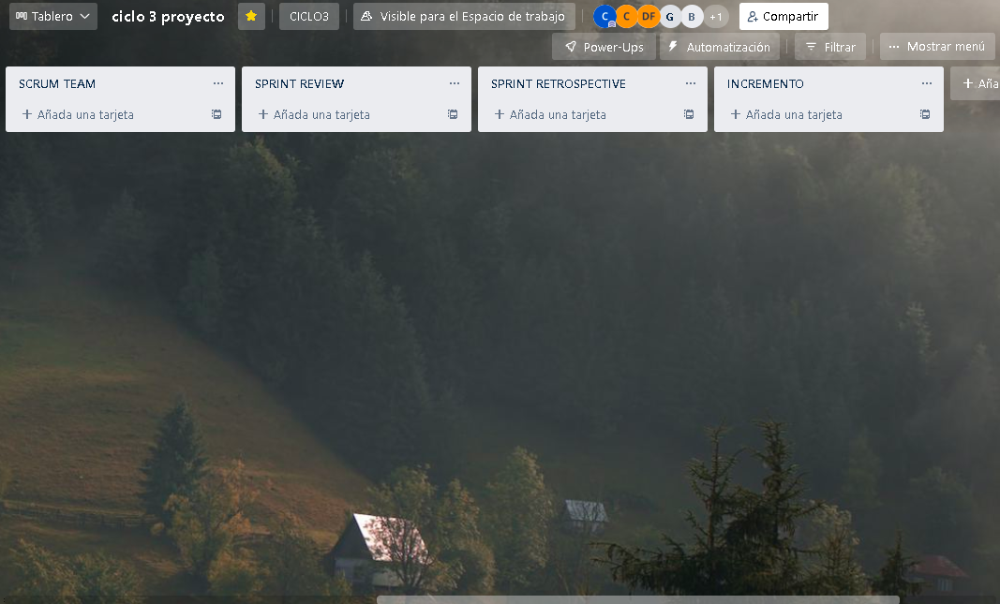 Tablero
ciclo 3 proyecto
CICLO3
Visible para el Espacio de trabajo
C C DF G B +1
Compartir
Power-Ups
Automatización
Filtrar
Mostrar menú
SCRUM TEAM
+ Añada una tarjeta
SPRINT REVIEW
+ Añada una tarjeta
SPRINT RETROSPECTIVE
+ Añada una tarjeta
INCREMENTO
+ Añada una tarjeta
+ Aña